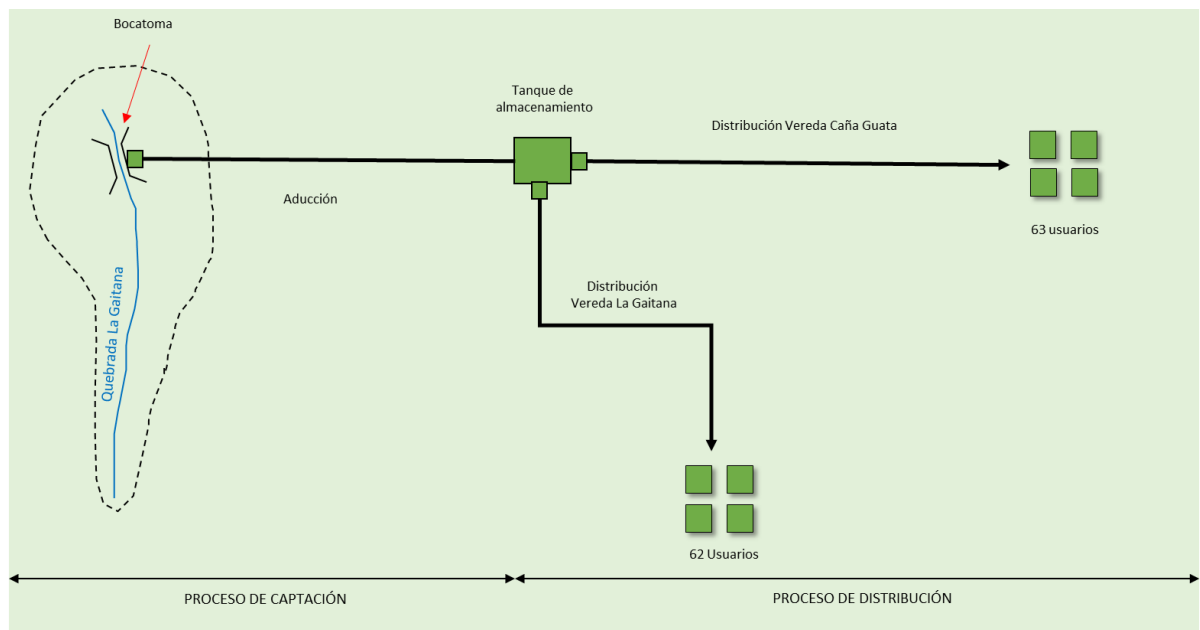 Bocatoma
Tanque de
almacenamiento
Distribución Vereda Caña Guata
Aducción
63 usuarios
Quebrada La Gaitana
Distribución
Vereda La Gaitana
62 Usuarios
PROCESO DE CAPTACIÓN
PROCESO DE DISTRIBUCIÓN